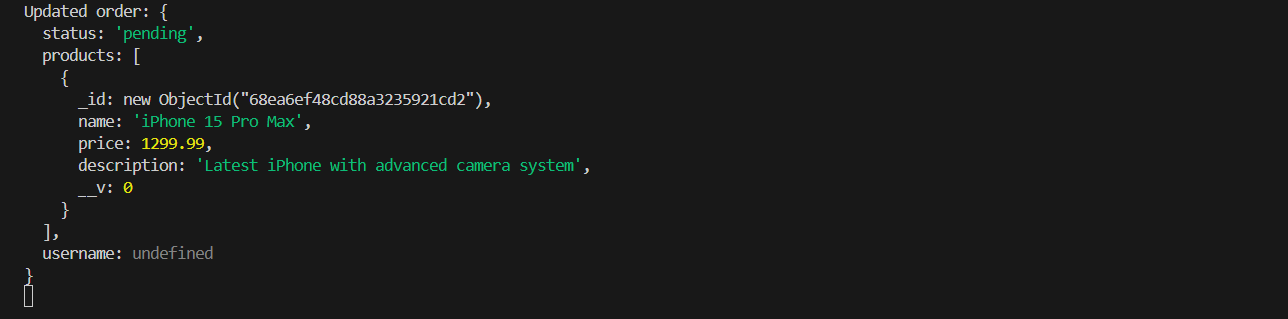 Updated order: {
status: 'pending',
products: [
{
_id: new ObjectId("68ea6ef48cd88a3235921cd2"),
name: 'iPhone 15 Pro Max',
price: 1299.99,
description: 'Latest iPhone with advanced camera system',
__v: 0
}
],
username: undefined
}